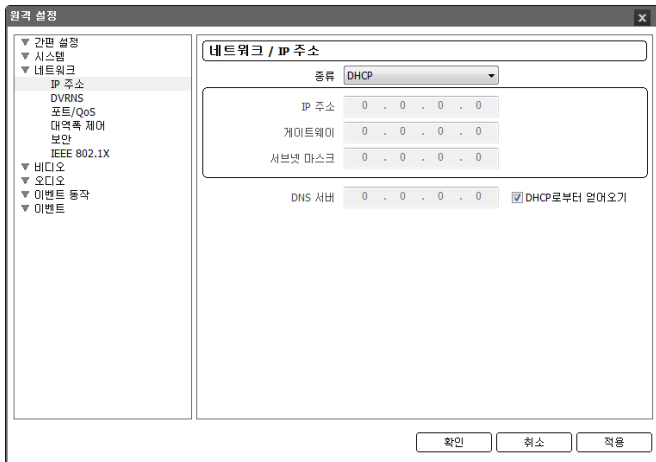 원격 설정
x
간편 설정
시스템
네트워크
IP 주소
DVRNS
포트/QoS
대역폭 제어
보안
IEEE 802.1X
비디오
오디오
이벤트 동작
이벤트
네트워크 / IP 주소
종류 DHCP
IP 주소 0 . 0 . 0 . 0
게이트웨이 0 . 0 . 0 . 0
서브넷 마스크 0 . 0 . 0 . 0
DNS 서버 0 . 0 . 0 . 0 DHCP로부터 얻어오기
확인 취소 적용